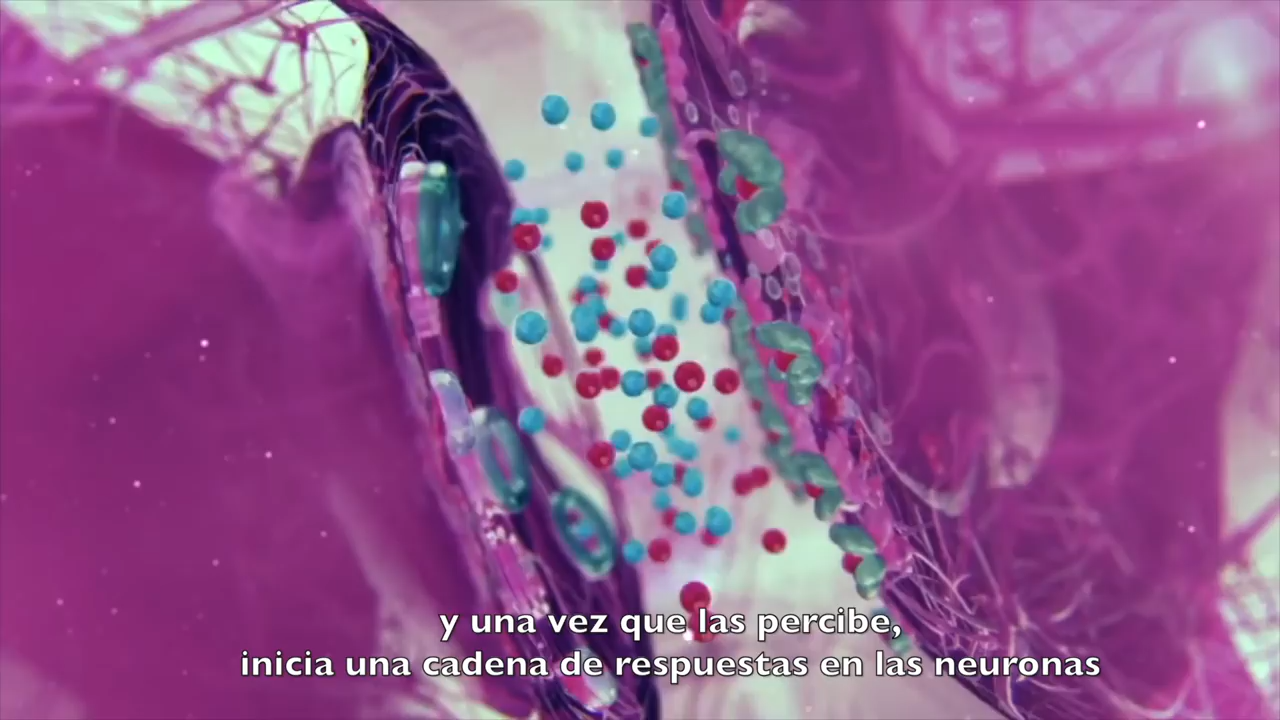 y una vez que las percibe,
inicia una cadena de respuestas en las neuronas